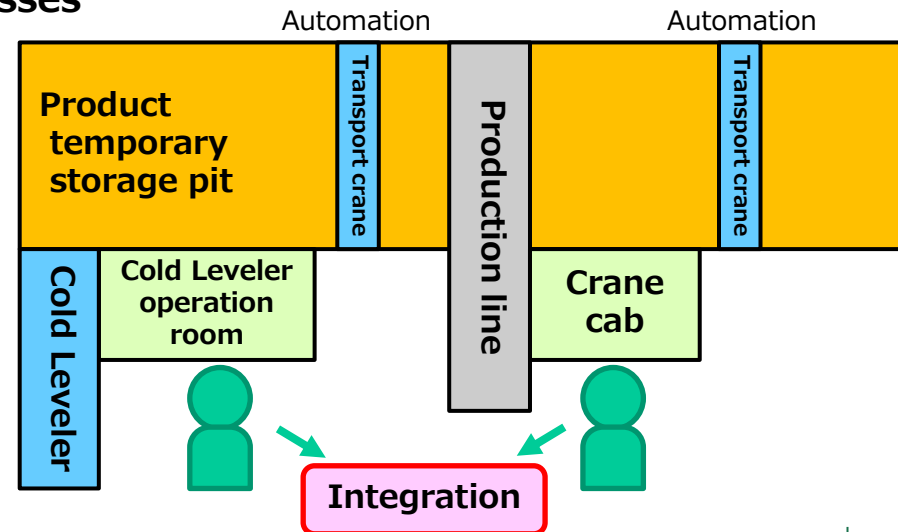 sses
Automation
Automation
Product
temporary
storage pit
Transport crane
Production line
Transport crane
Cold Leveler
Cold Leveler
operation
room
Crane
cab
Integration